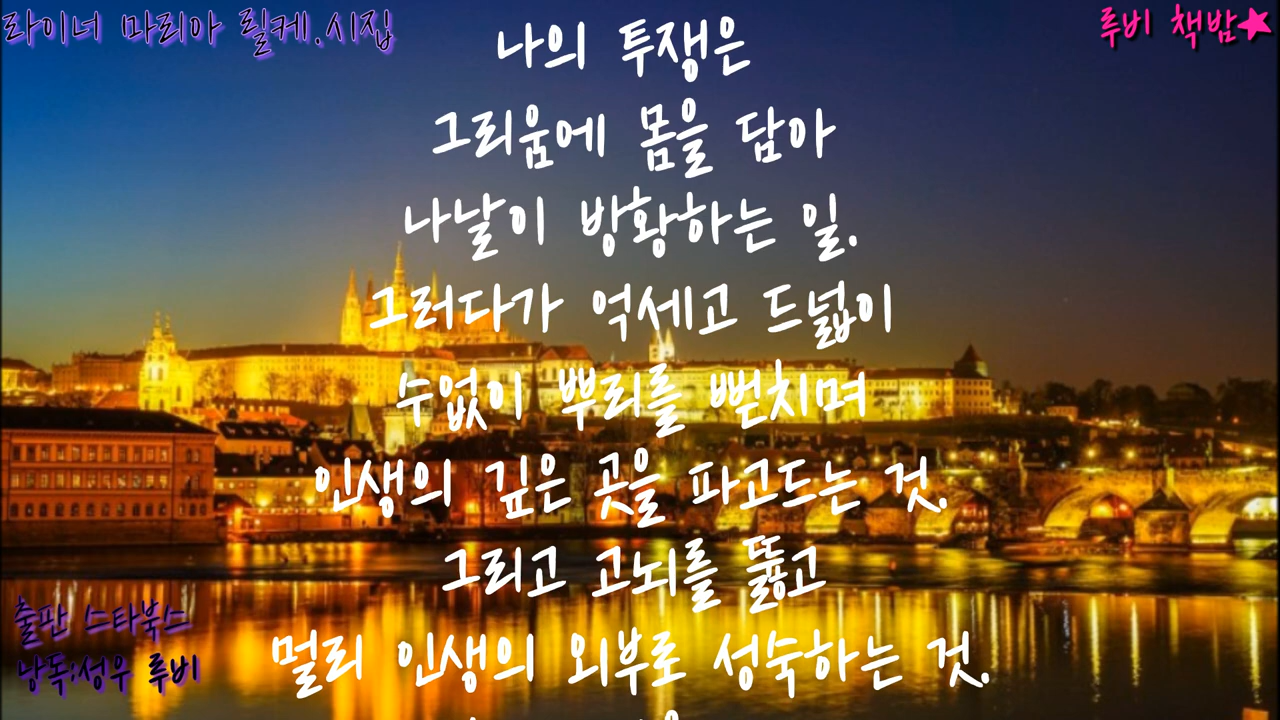 라이너 마리아 릴케.시집
루비 책밤★
나의 투쟁은
그리움에 몸을 담아
나날이 방황하는 일.
그러다가 억세고 드넓이
수없이 뿌리를 뻗치며
인생의 깊은 곳을 파고드는 것.
그리고 고뇌를 뚫고
멀리 인생의 외부로 성숙하는 것.
출판 스타북스
낭독:성우 루비